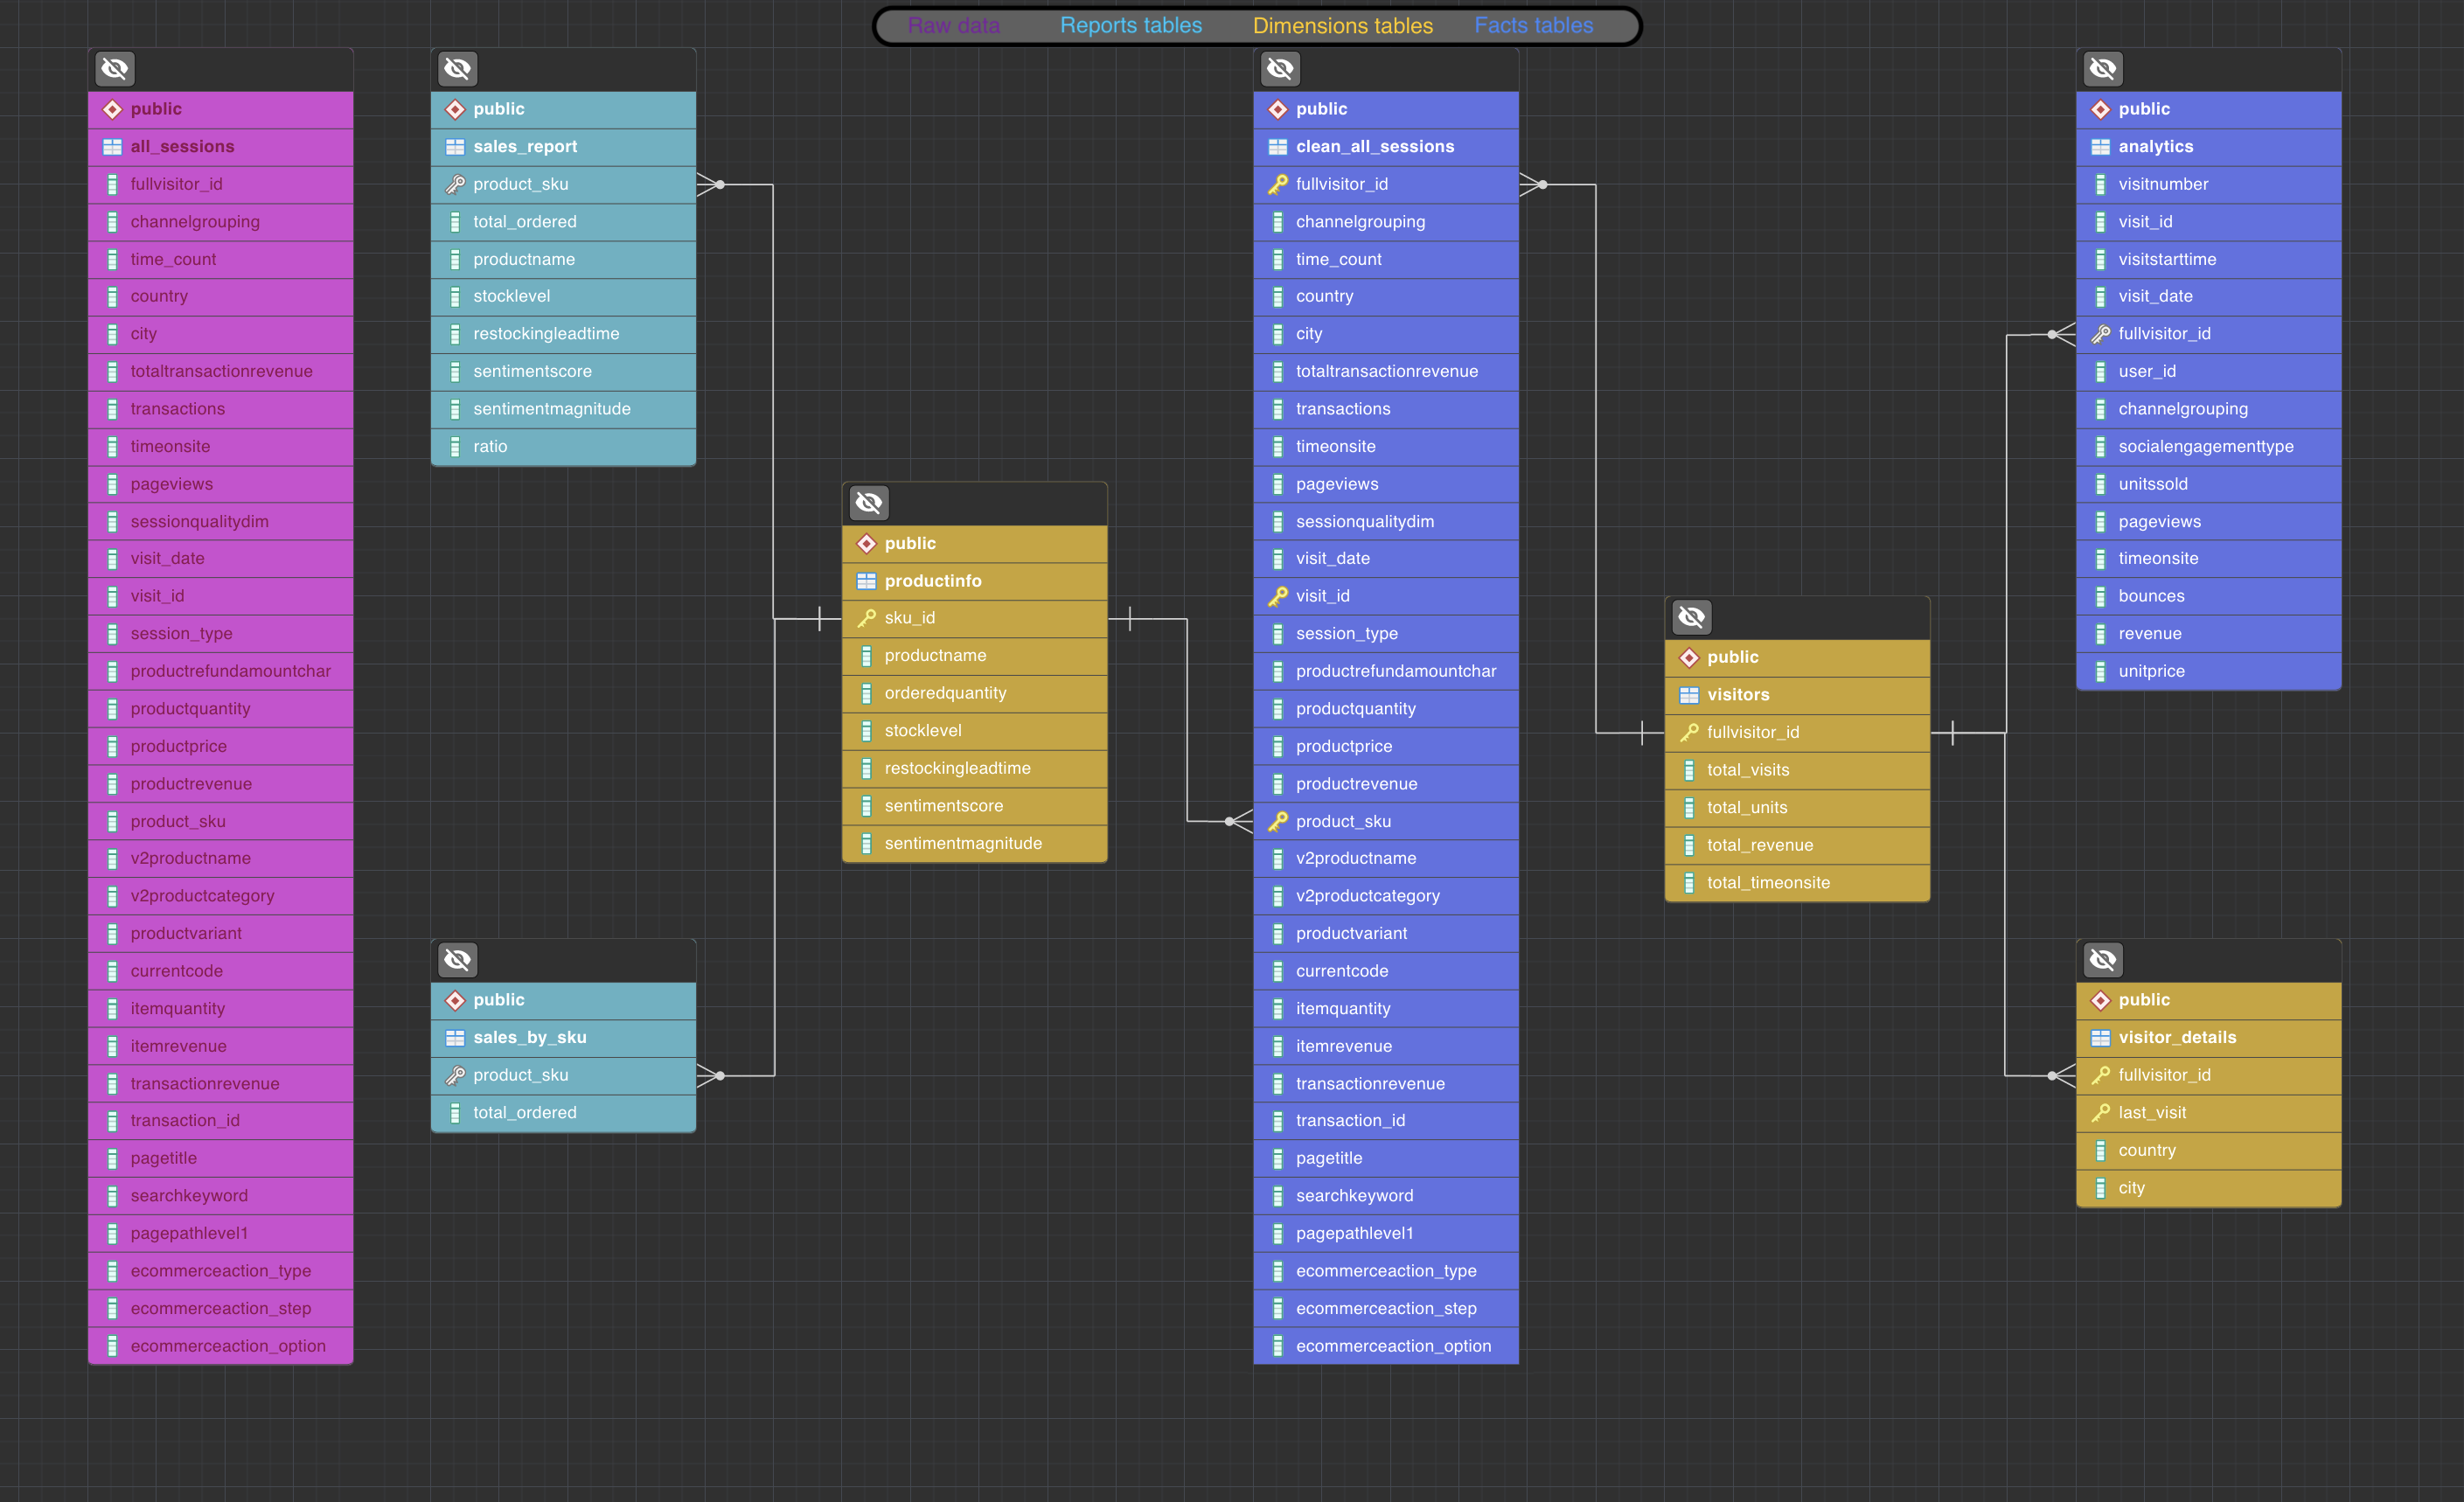 Raw data
Reports tables
Dimensions tables
Facts tables
public
all_sessions
fullvisitor_id
channelgrouping
time_count
country
city
totaltransactionrevenue
transactions
timeonsite
pageviews
sessionqualitydim
visit_date
visit_id
session_type
productrefundamountchar
productquantity
productprice
productrevenue
product_sku
v2productname
v2productcategory
productvariant
currentcode
itemquantity
itemrevenue
transactionrevenue
transaction_id
pagetitle
searchkeyword
pagepathlevel1
ecommerceaction_type
ecommerceaction_step
ecommerceaction_option
public
sales_report
product_sku
total_ordered
productname
stocklevel
restockingleadtime
sentimentscore
sentimentmagnitude
ratio
public
sales_by_sku
product_sku
total_ordered
public
productinfo
sku_id
productname
orderedquantity
stocklevel
restockingleadtime
sentimentscore
sentimentmagnitude
public
clean_all_sessions
fullvisitor_id
channelgrouping
time_count
country
city
totaltransactionrevenue
transactions
timeonsite
pageviews
sessionqualitydim
visit_date
visit_id
session_type
productrefundamountchar
productquantity
productprice
productrevenue
product_sku
v2productname
v2productcategory
productvariant
currentcode
itemquantity
itemrevenue
transactionrevenue
transaction_id
pagetitle
searchkeyword
pagepathlevel1
ecommerceaction_type
ecommerceaction_step
ecommerceaction_option
public
visitors
fullvisitor_id
total_visits
total_units
total_revenue
total_timeonsite
public
analytics
visitnumber
visit_id
visitstarttime
visit_date
fullvisitor_id
user_id
channelgrouping
socialengagementtype
unitssold
pageviews
timeonsite
bounces
revenue
unitprice
public
visitor_details
fullvisitor_id
last_visit
country
city